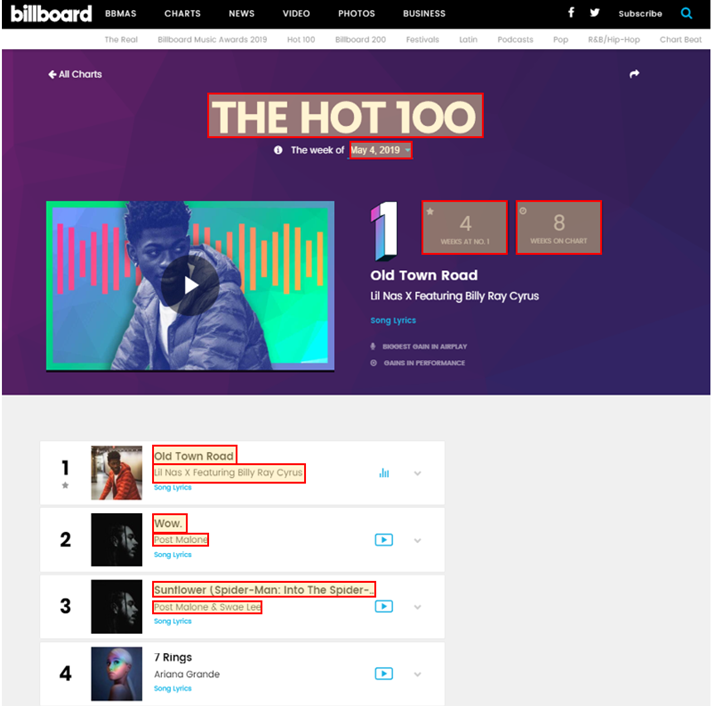 billboard BBMAS CHARTS NEWS VIDEO PHOTOS BUSINESS Subscribe
The Real Billboard Music Awards 2019 Hot 100 Billboard 200 Festivals Latin Podcasts Pop R&B/Hip-Hop Chart Beat
All Charts
THE HOT 100
The week of May 4, 2019
1
4
WEEKS AT NO. 1
8
WEEKS ON CHART
Old Town Road
Lil Nas X Featuring Billy Ray Cyrus
Song Lyrics
BIGGEST GAIN IN AIRPLAY
GAINS IN PERFORMANCE
1
Old Town Road
Lil Nas X Featuring Billy Ray Cyrus
Song Lyrics
2
Wow.
Post Malone
Song Lyrics
3
Sunflower (Spider-Man: Into The Spider-...
Post Malone & Swae Lee
Song Lyrics
4
7 Rings
Ariana Grande
Song Lyrics